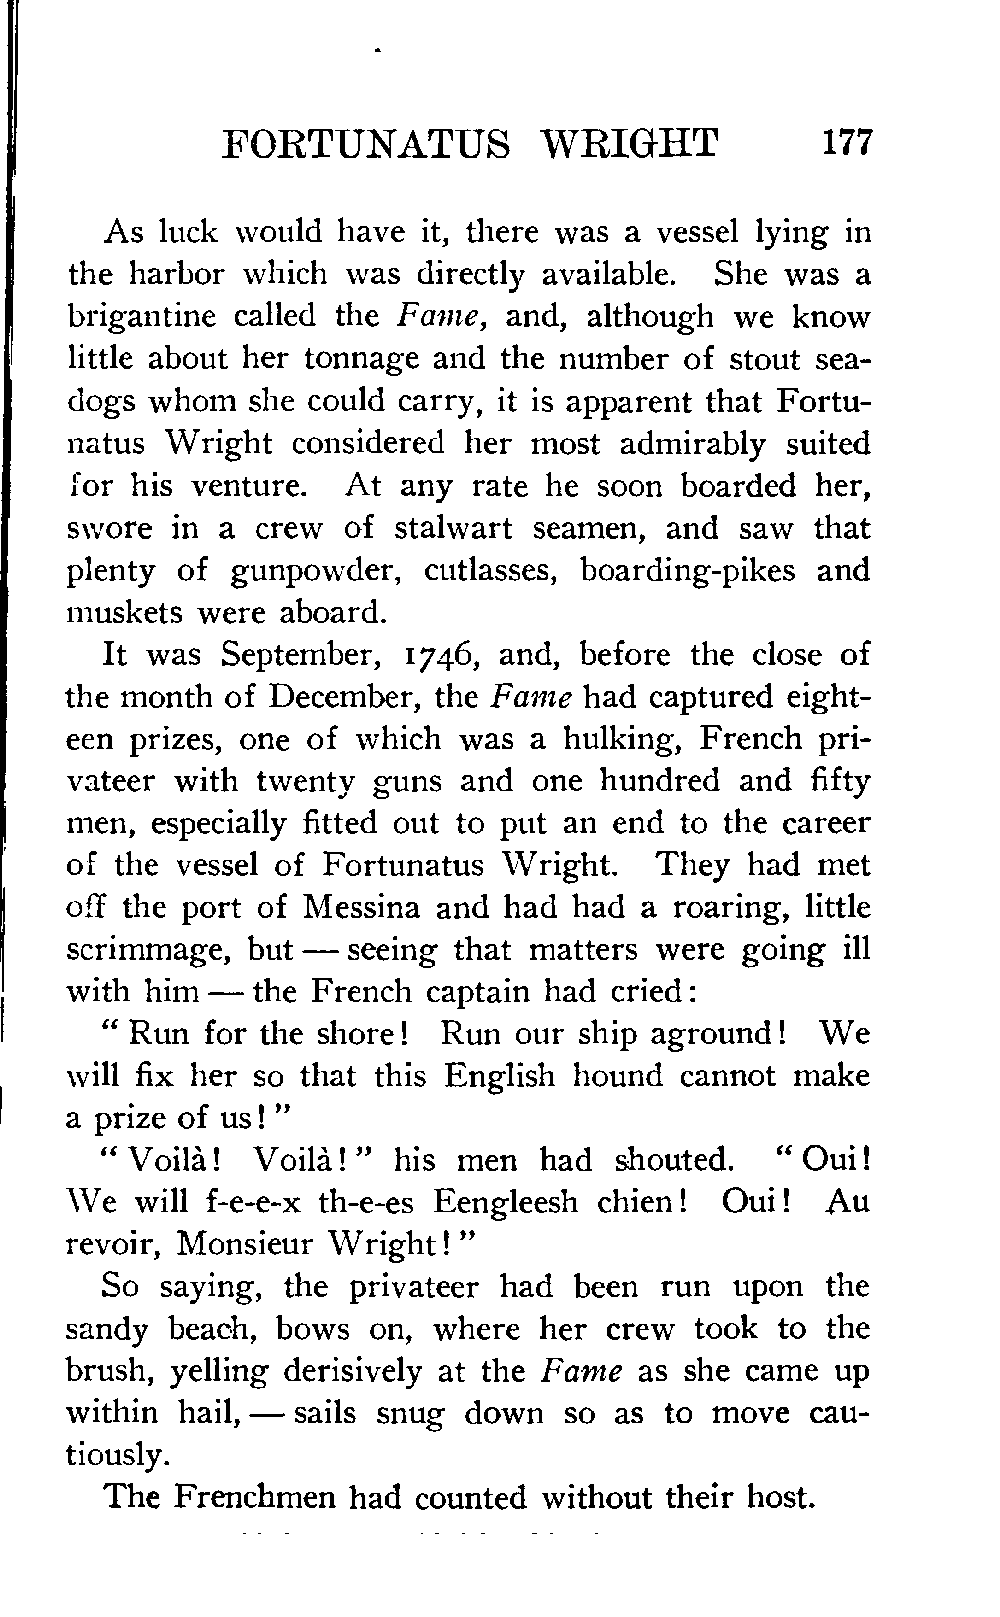 FORTUNATUS WRIGHT 177
As luck would have it, there was a vessel lying in
the harbor which was directly available. She was a
brigantine called the Fame, and, although we know
little about her tonnage and the number of stout sea-
dogs whom she could carry, it is apparent that Fortu-
natus Wright considered her most admirably suited
for his venture. At any rate he soon boarded her,
swore in a crew of stalwart seamen, and saw that
plenty of gunpowder, cutlasses, boarding-pikes and
muskets were aboard.
It was September, 1746, and, before the close of
the month of December, the Fame had captured eight-
een prizes, one of which was a hulking, French pri-
vateer with twenty guns and one hundred and fifty
men, especially fitted out to put an end to the career
of the vessel of Fortunatus Wright. They had met
off the port of Messina and had had a roaring, little
scrimmage, but — seeing that matters were going ill
with him — the French captain had cried:
“ Run for the shore! Run our ship aground! We
will fix her so that this English hound cannot make
a prize of us! ”
“ Voilà! Voilà! ” his men had shouted. “ Oui!
We will f-e-e-x th-e-es Eengleesh chien! Oui! Au
revoir, Monsieur Wright! ”
So saying, the privateer had been run upon the
sandy beach, bows on, where her crew took to the
brush, yelling derisively at the Fame as she came up
within hail, — sails snug down so as to move cau-
tiously.
The Frenchmen had counted without their host.